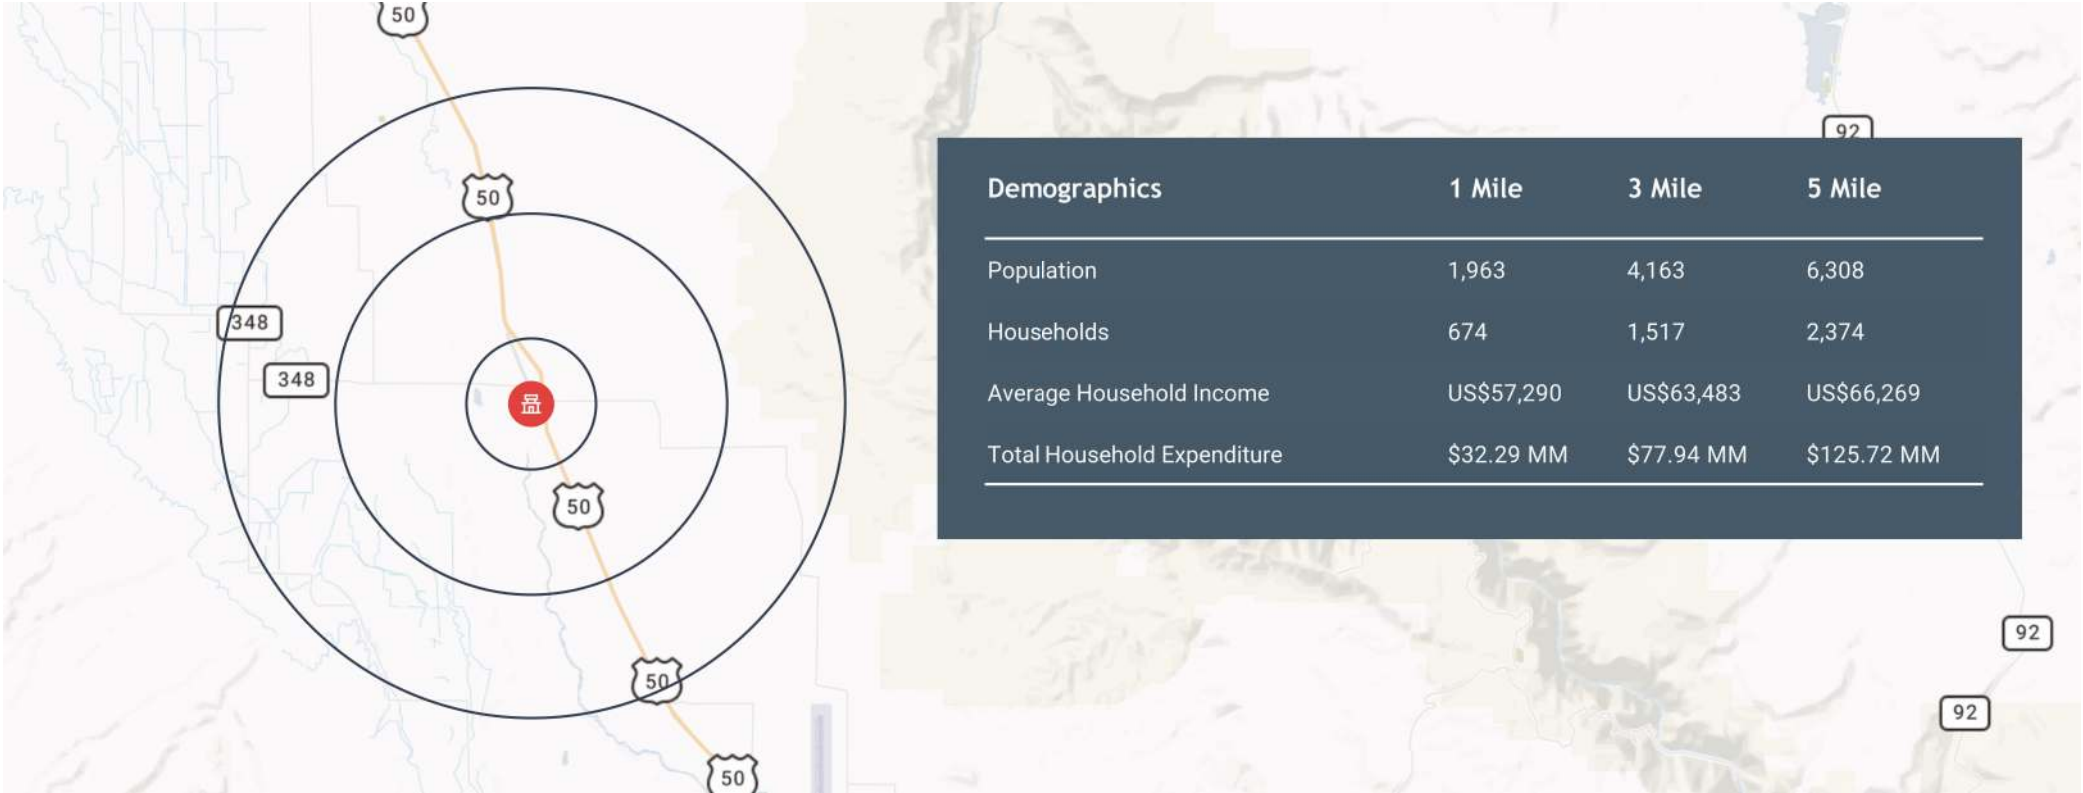 50
92
Demographics 1 Mile 3 Mile 5 Mile
50
Population 1,963 4,163 6,308
348
Households 674 1,517 2,374
348
Average Household Income US$57,290 US$63,483 US$66,269
Total Household Expenditure $32.29 MM $77.94 MM $125.72 MM
50
92
50
92
50